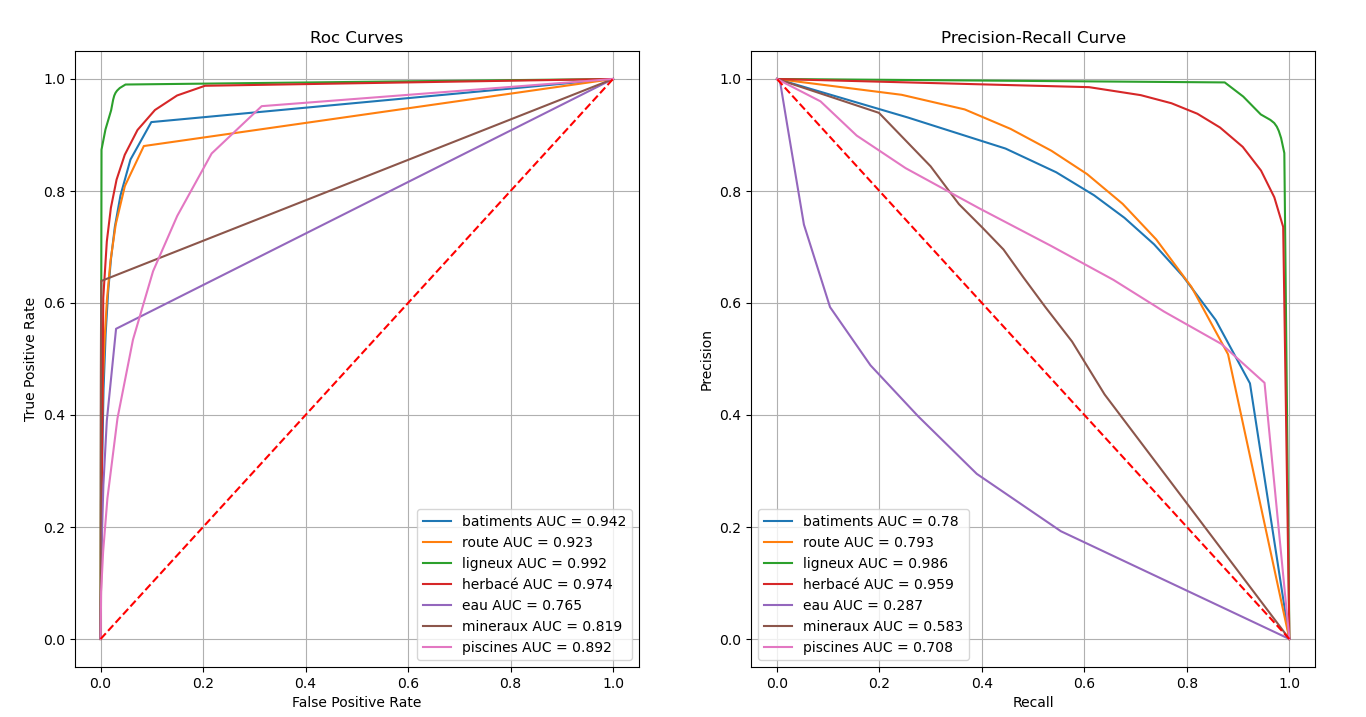 Roc Curves
True Positive Rate
1.0
0.8
0.6
0.4
0.2
0.0
batiments AUC = 0.942
route AUC = 0.923
ligneux AUC = 0.992
herbacé AUC = 0.974
eau AUC = 0.765
mineraux AUC = 0.819
piscines AUC = 0.892
0.0 0.2 0.4 0.6 0.8 1.0
False Positive Rate
Precision-Recall Curve
Precision
1.0
0.8
0.6
0.4
0.2
0.0
batiments AUC = 0.78
route AUC = 0.793
ligneux AUC = 0.986
herbacé AUC = 0.959
eau AUC = 0.287
mineraux AUC = 0.583
piscines AUC = 0.708
0.0 0.2 0.4 0.6 0.8 1.0
Recall